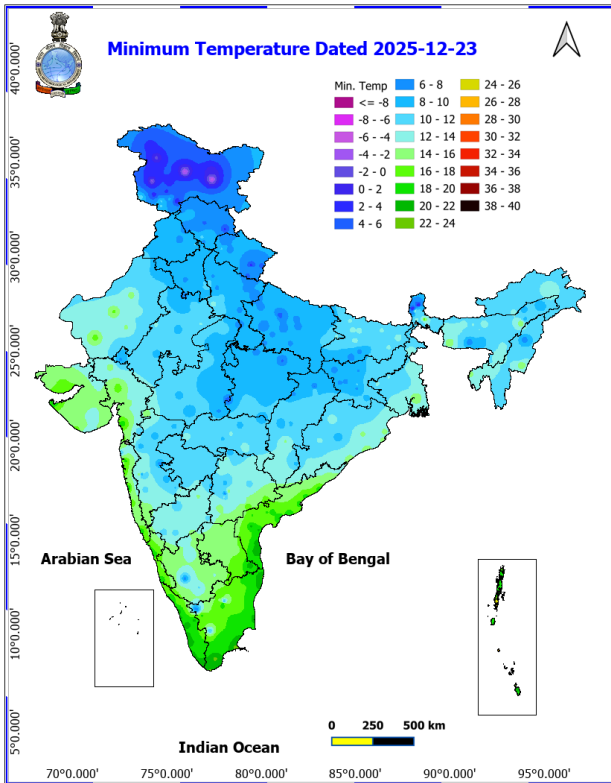 Minimum Temperature Dated 2025-12-23
Min. Temp
<= -8
-8 - -6
-6 - -4
-4 - -2
-2 - 0
0 - 2
2 - 4
4 - 6
6 - 8
8 - 10
10 - 12
12 - 14
14 - 16
16 - 18
18 - 20
20 - 22
22 - 24
24 - 26
26 - 28
28 - 30
30 - 32
32 - 34
34 - 36
36 - 38
38 - 40
40°0.000'
35°0.000'
30°0.000'
25°0.000'
20°0.000'
15°0.000'
10°0.000'
5°0.000'
Arabian Sea
Bay of Bengal
0 250 500 km
Indian Ocean
70°0.000' 75°0.000' 80°0.000' 85°0.000' 90°0.000' 95°0.000'